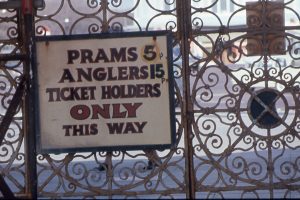 PRAMS 5.
ANGLERS 15
TICKET HOLDERS
ONLY
THIS WAY